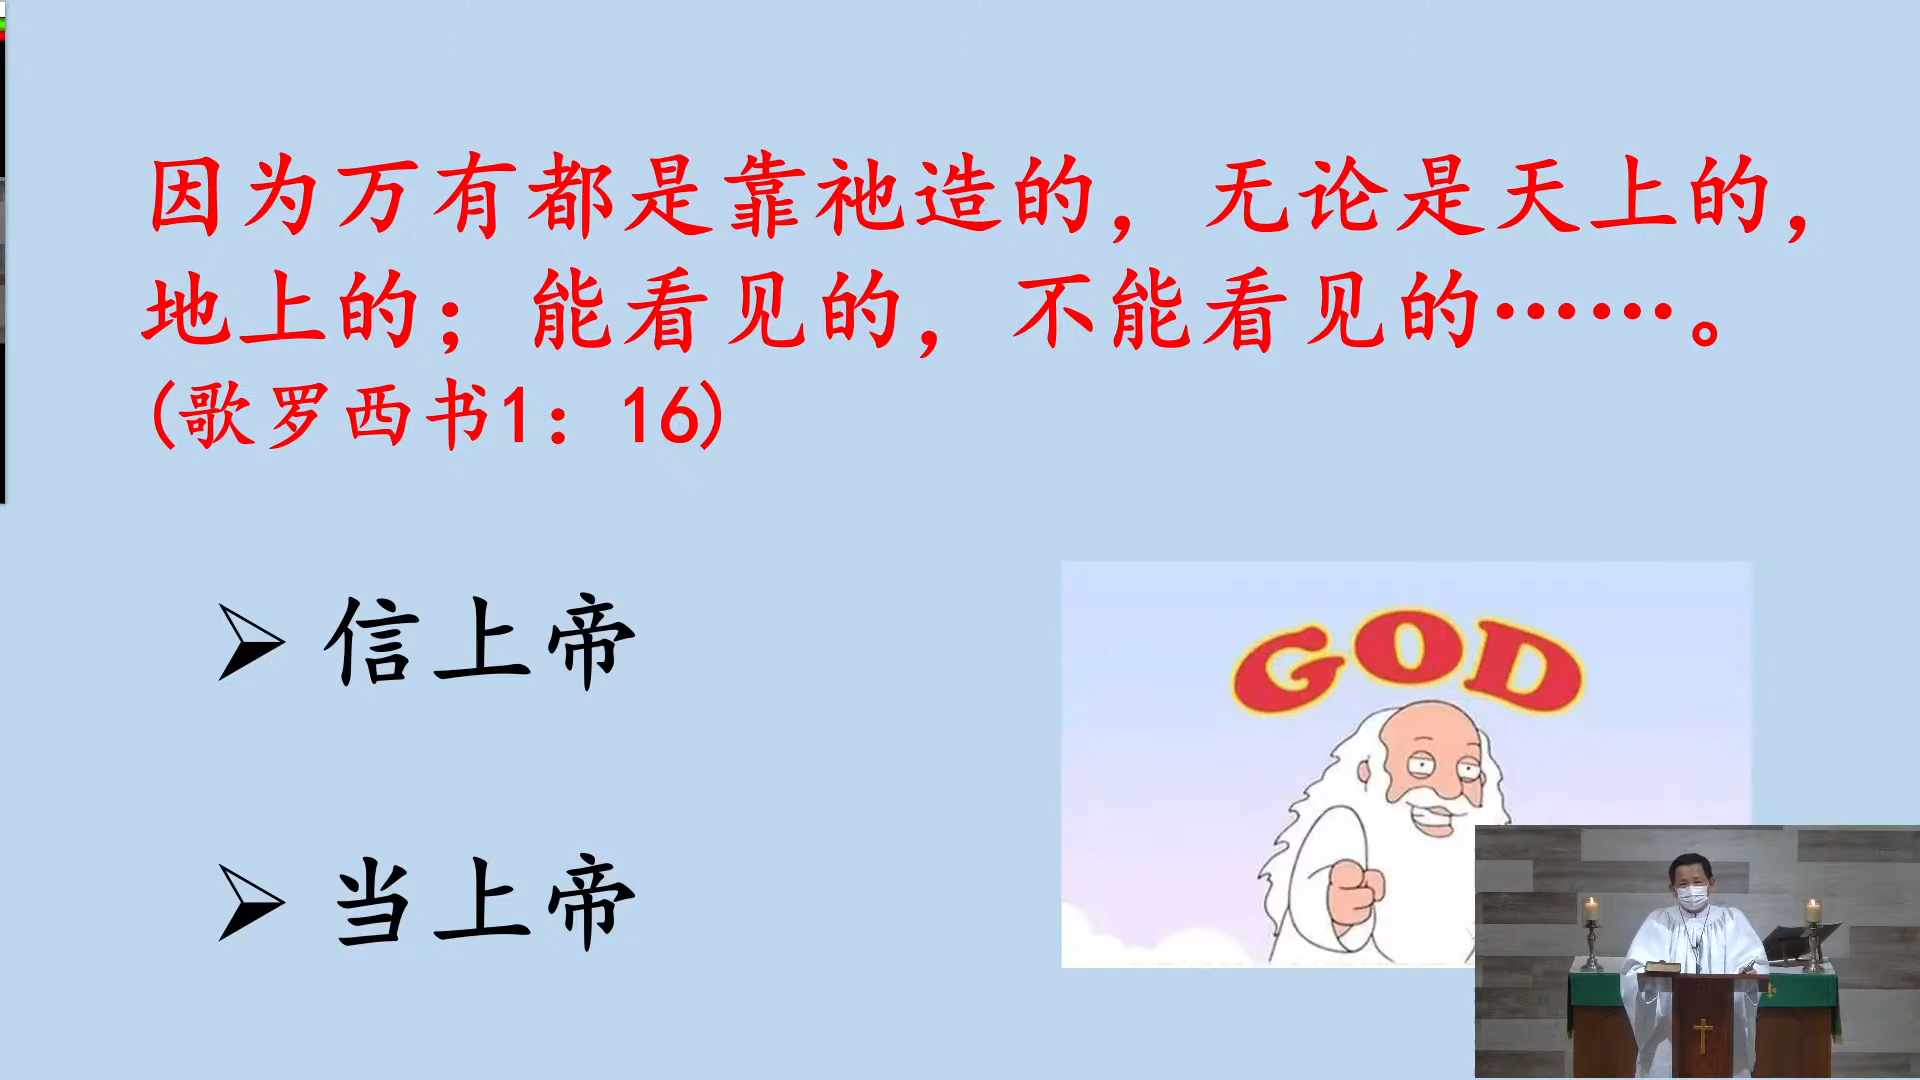 因为万有都是靠祂造的，无论是天上的，
地上的；能看见的，不能看见的……。
(歌罗西书1：16)
信上帝
GOD
当上帝